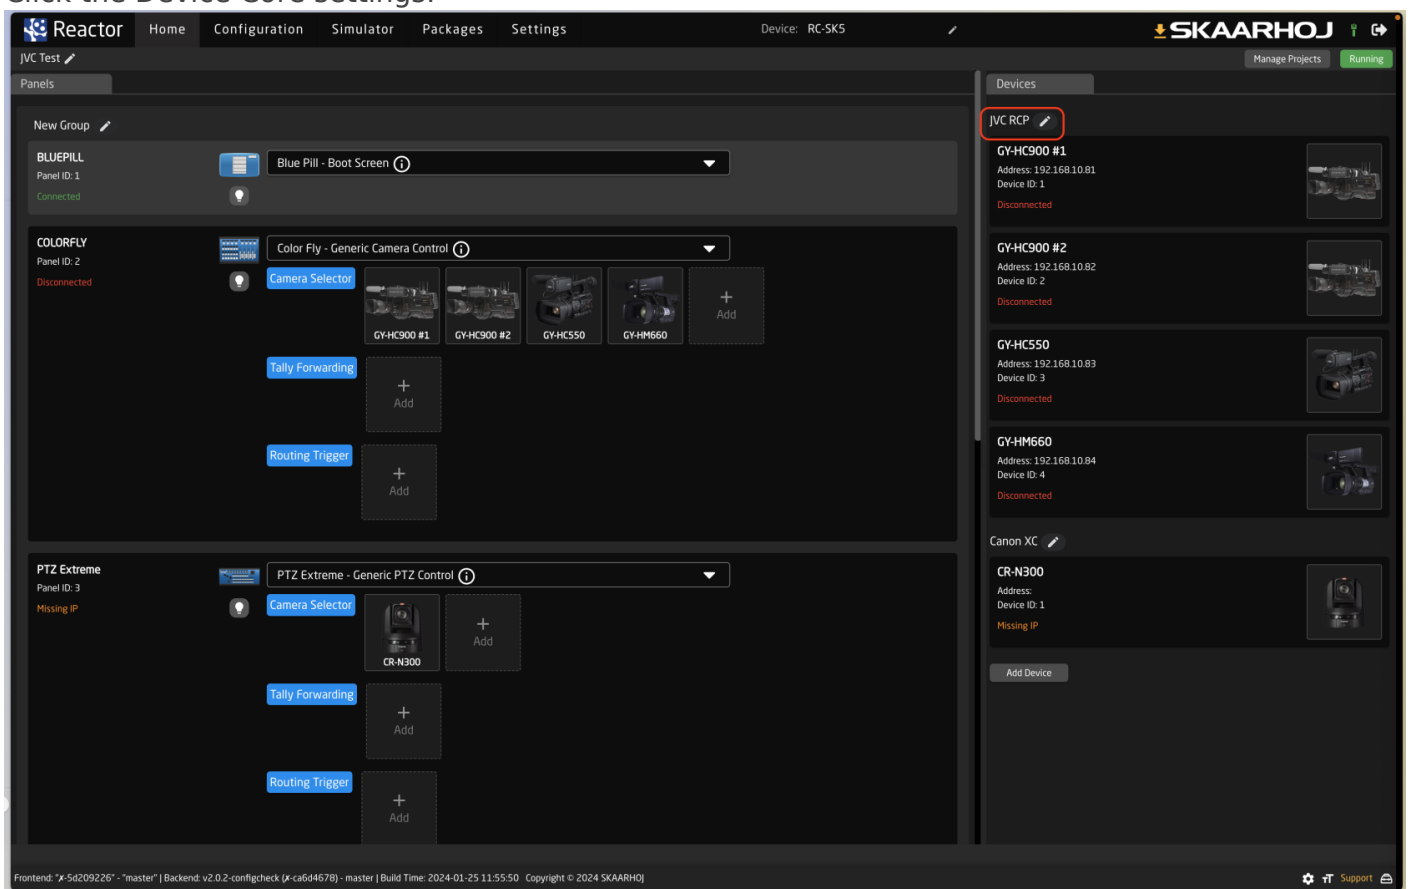 Click the Device Core settings.
Reactor Home Configuration Simulator Packages Settings Device: RC-SK5 SKAARHOJ
JVC Test Manage Projects Running
Panels
New Group
BLUEPILL
Panel ID: 1
Connected
Blue Pill - Boot Screen
COLORFLY
Panel ID: 2
Disconnected
Color Fly - Generic Camera Control
Camera Selector
GY-HC900 #1 GY-HC900 #2 GY-HC550 GY-HM660
+
Add
Tally Forwarding
+
Add
Routing Trigger
+
Add
PTZ Extreme
Panel ID: 3
Missing IP
PTZ Extreme - Generic PTZ Control
Camera Selector
CR-N300
+
Add
Tally Forwarding
+
Add
Routing Trigger
+
Add
Devices
JVC RCP
GY-HC900 #1
Address: 192.168.10.81
Device ID: 1
Disconnected
GY-HC900 #2
Address: 192.168.10.82
Device ID: 2
Disconnected
GY-HC550
Address: 192.168.10.83
Device ID: 3
Disconnected
GY-HM660
Address: 192.168.10.84
Device ID: 4
Disconnected
Canon XC
CR-N300
Address:
Device ID: 1
Missing IP
Add Device
Frontend: "✗-5d209226" - "master" | Backend: v2.0.2-configcheck (✗-ca6d4678) - master | Build Time: 2024-01-25 11:55:50 Copyright © 2024 SKAARHOJ
Support